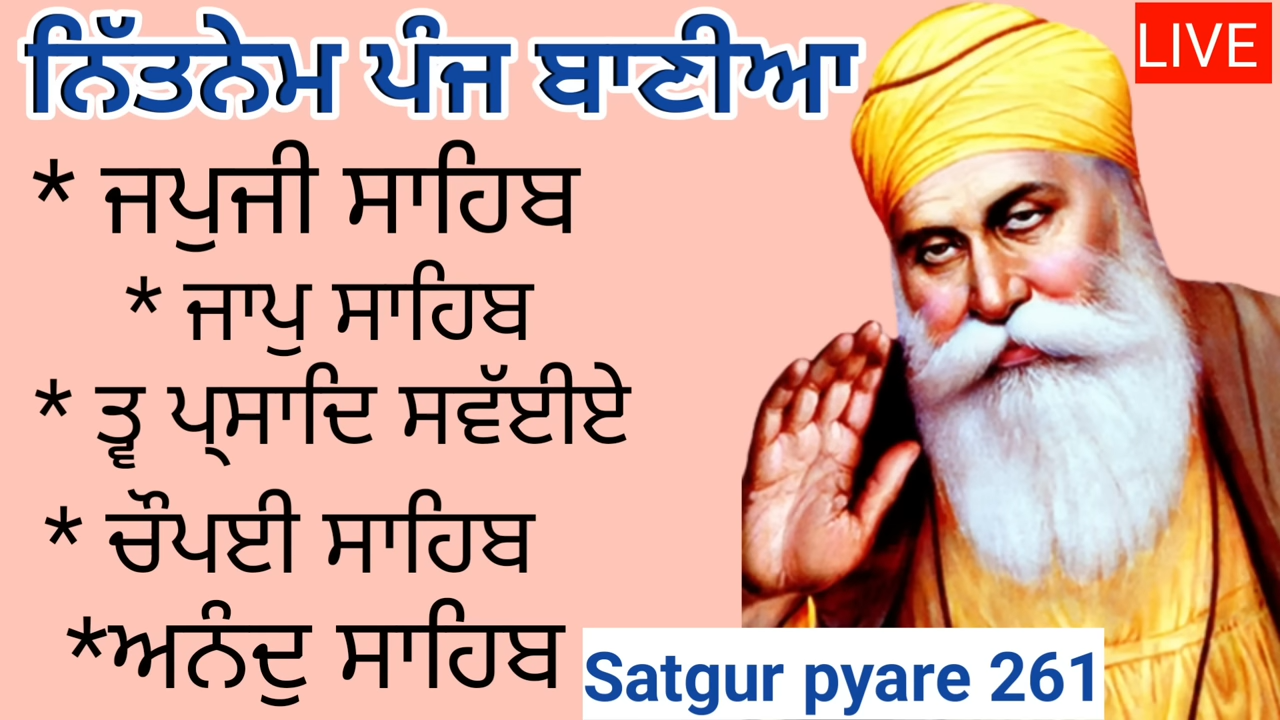 ਨਿੱਤਨੇਮ ਪੰਜ ਬਾਣੀਆ
LIVE
* ਜਪੁਜੀ ਸਾਹਿਬ
* ਜਾਪੁ ਸਾਹਿਬ
* ਤ੍ਵ ਪ੍ਰਸਾਦਿ ਸਵੱਈਏ
* ਚੌਪਈ ਸਾਹਿਬ
*ਅਨੰਦੁ ਸਾਹਿਬ
Satgur pyare 261